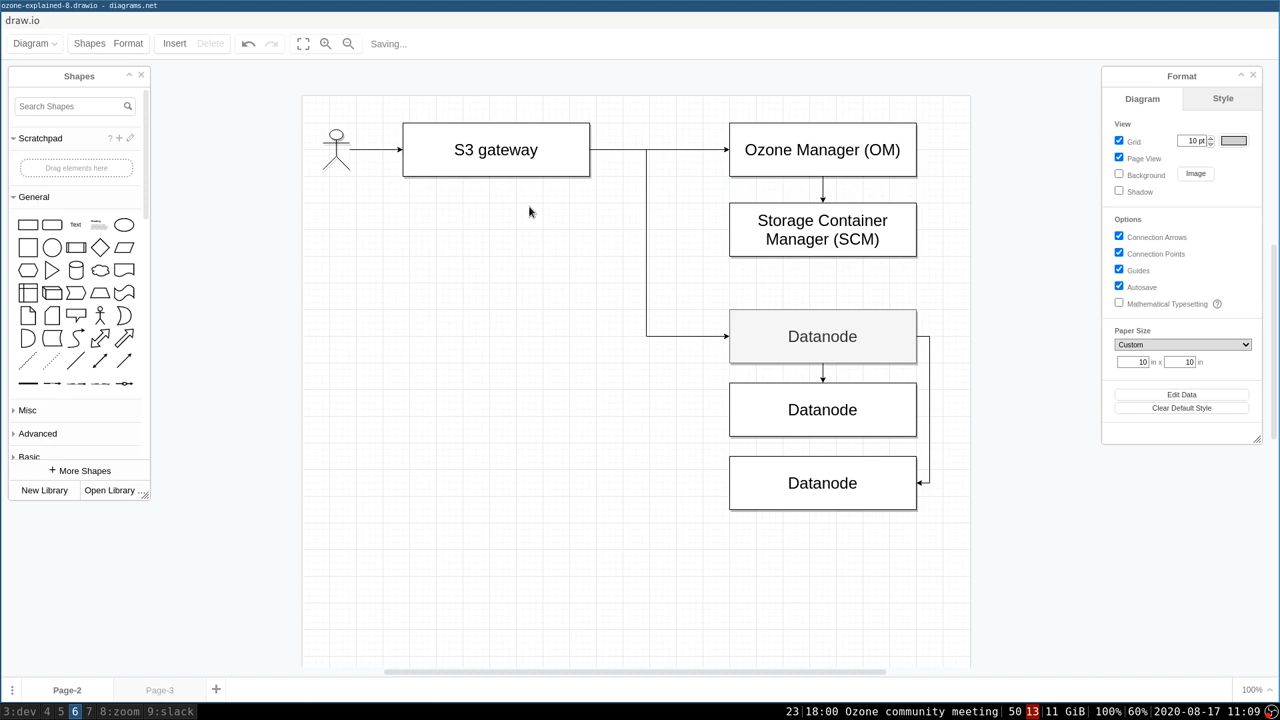 ozone-explained-8.drawio - diagrams.net
draw.io
Diagram Shapes Format Insert Delete Saving...
Shapes
Search Shapes
Scratchpad ? +
Drag elements here
General
Text
Misc
Advanced
Basic
+ More Shapes
New Library Open Library ...
S3 gateway
Ozone Manager (OM)
Storage Container
Manager (SCM)
Datanode
Datanode
Datanode
Format
Diagram Style
View
Grid 10 pt
Page View
Background Image
Shadow
Options
Connection Arrows
Connection Points
Guides
Autosave
Mathematical Typesetting ?
Paper Size
Custom
10 in x 10 in
Edit Data
Clear Default Style
Page-2 Page-3 + 100%
3:dev 4 5 6 7 8:zoom 9:slack 23|18:00 Ozone community meeting| 50 13 11 GiB| 100%|60%|2020-08-17 11:09